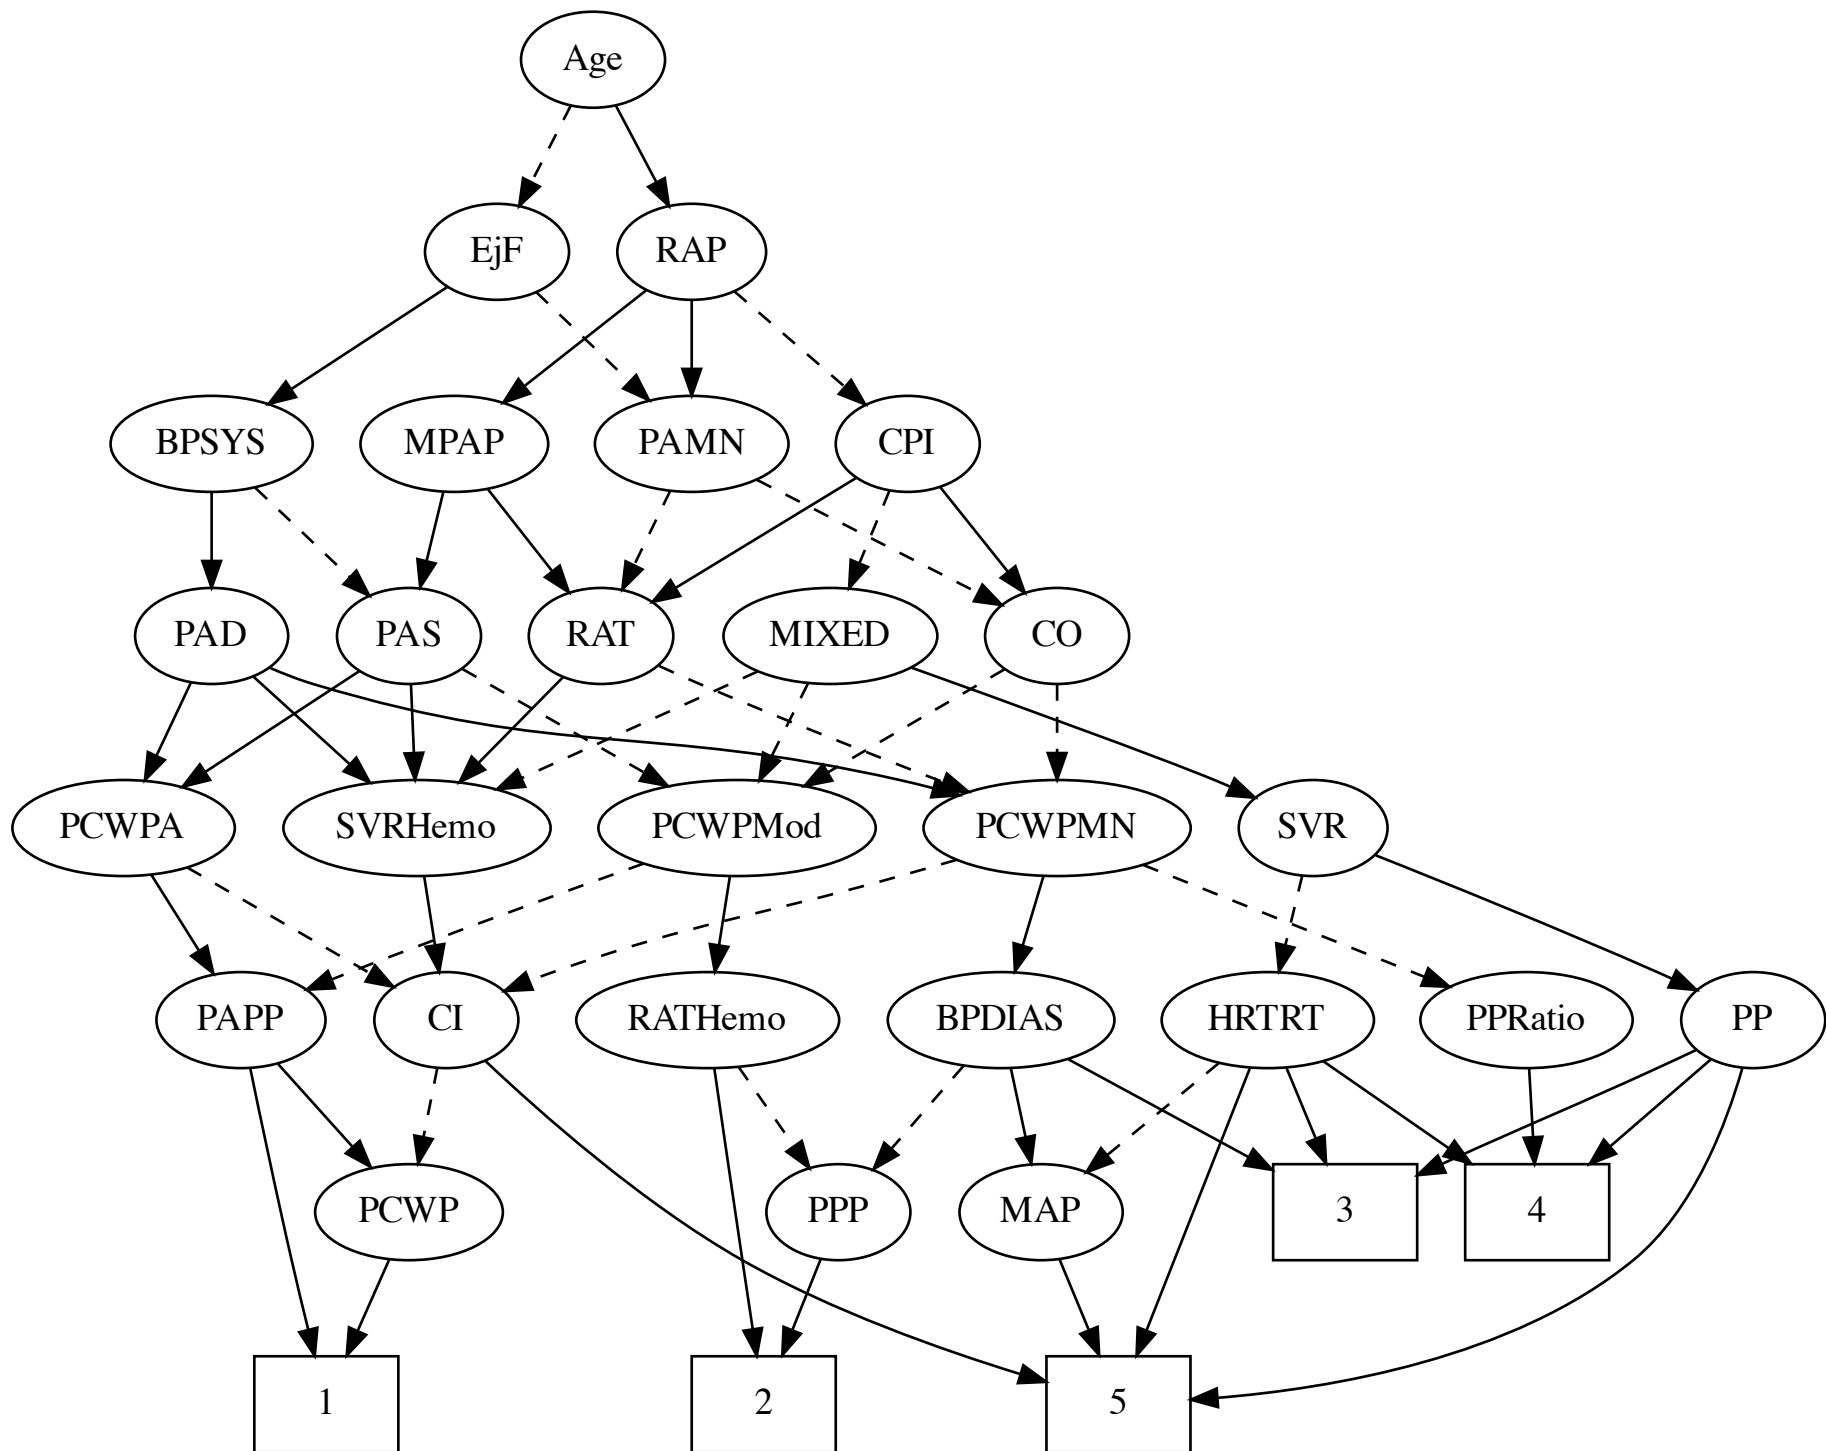 Age
EjF
RAP
BPSYS
MPAP
PAMN
CPI
PAD
PAS
RAT
MIXED
CO
PCWPA
SVRHemo
PCWPMod
PCWPMN
SVR
PAPP
CI
RATHemo
BPDIAS
HRTRT
PPRatio
PP
PCWP
PPP
MAP
3
4
1
2
5